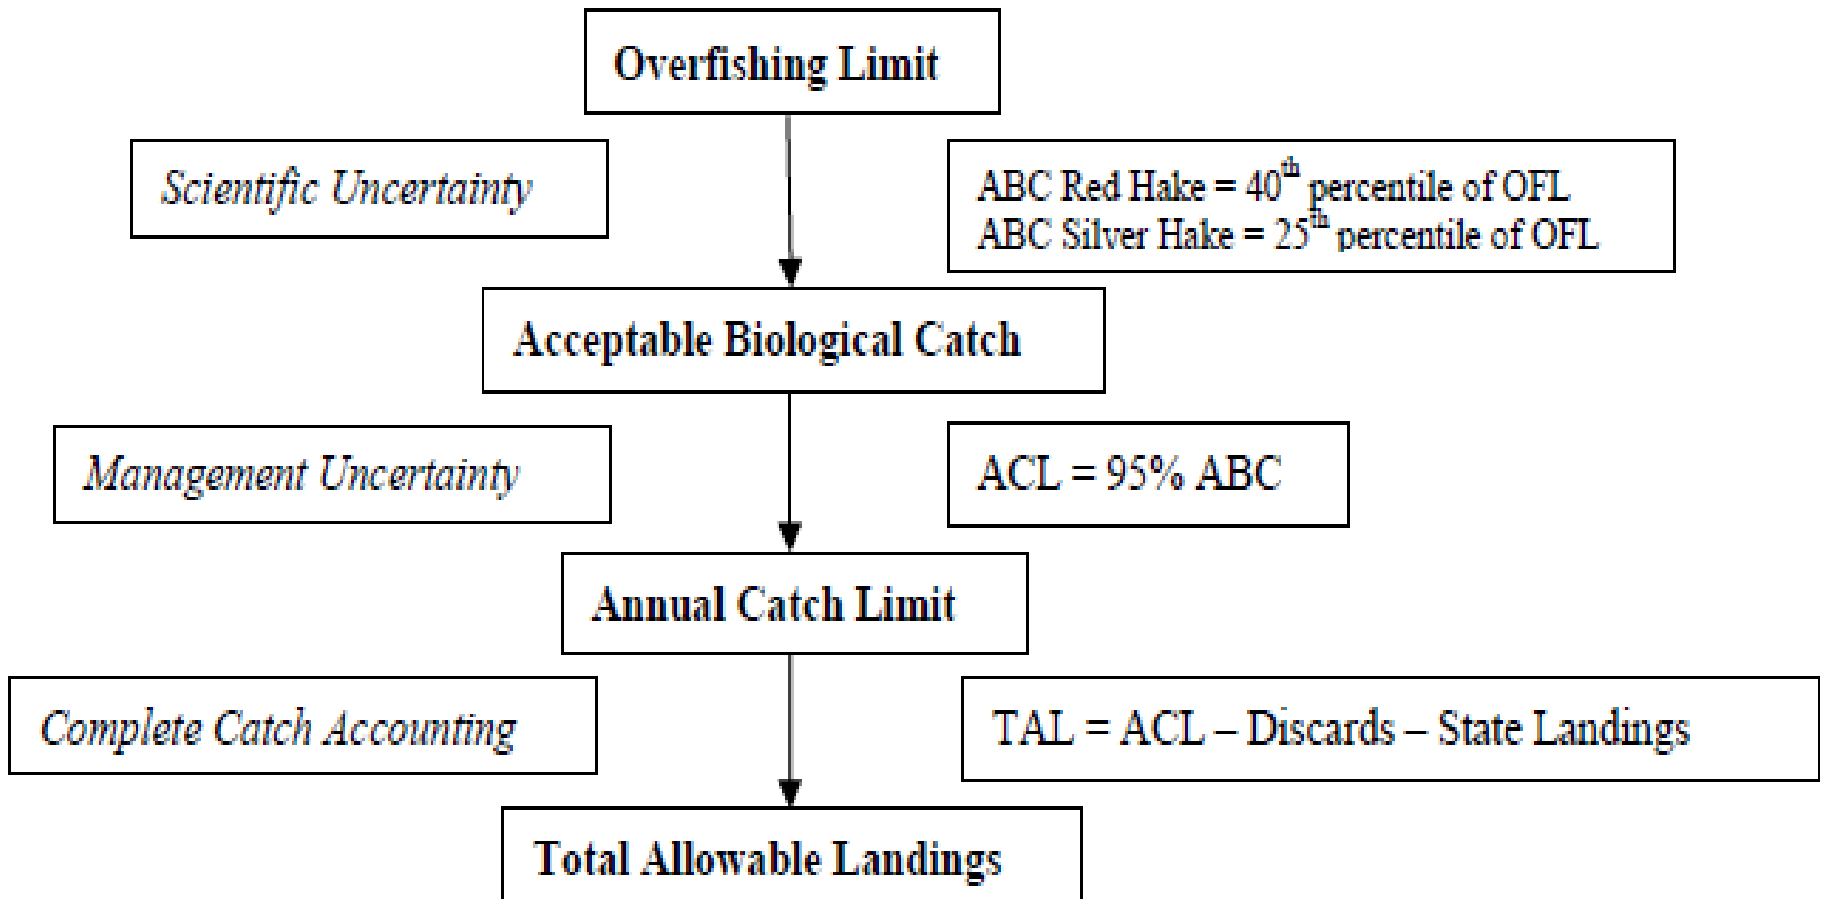 Overfishing Limit
Scientific Uncertainty
ABC Red Hake = 40th percentile of OFL
ABC Silver Hake = 25th percentile of OFL
Acceptable Biological Catch
Management Uncertainty
ACL = 95% ABC
Annual Catch Limit
Complete Catch Accounting
TAL = ACL – Discards – State Landings
Total Allowable Landings